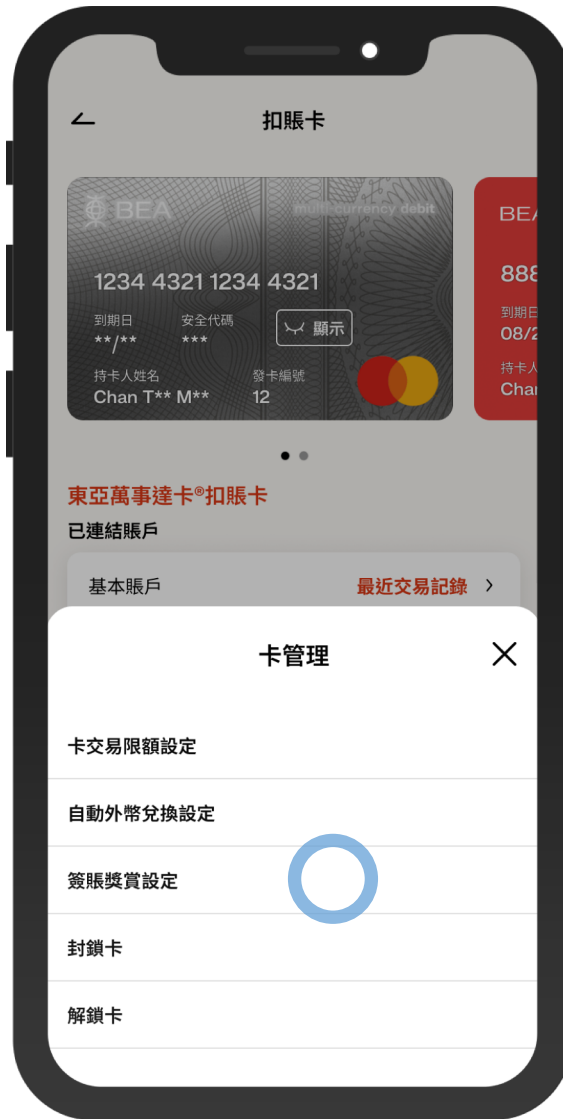 扣賬卡
BEA
multi-currency debit
1234 4321 1234 4321
到期日 安全代碼
**/** ***
顯示
持卡人姓名 發卡編號
Chan T** M** 12
BEA
888
到期日
08/2
持卡人
Chan
東亞萬事達卡®扣賬卡
已連結賬戶
基本賬戶 最近交易記錄
卡管理
卡交易限額設定
自動外幣兌換設定
簽賬獎賞設定
封鎖卡
解鎖卡